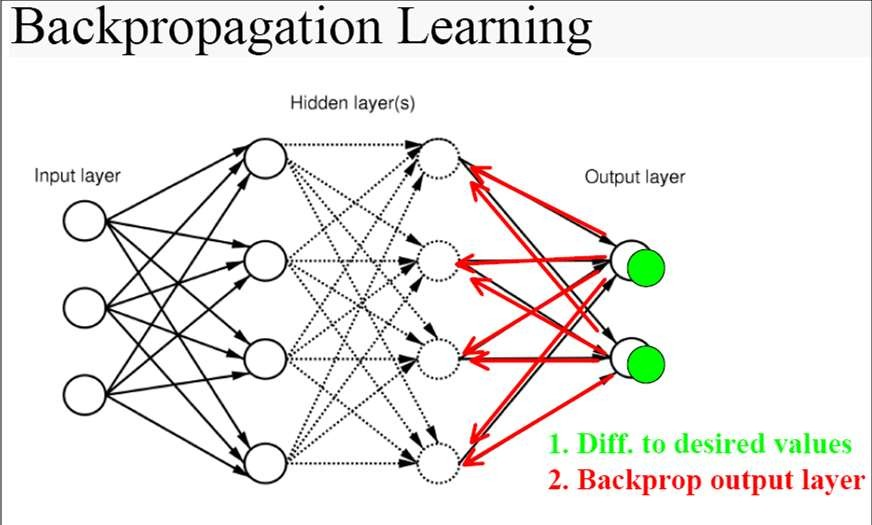 Backpropagation Learning
Hidden layer(s)
Input layer
Output layer
1. Diff. to desired values
2. Backprop output layer